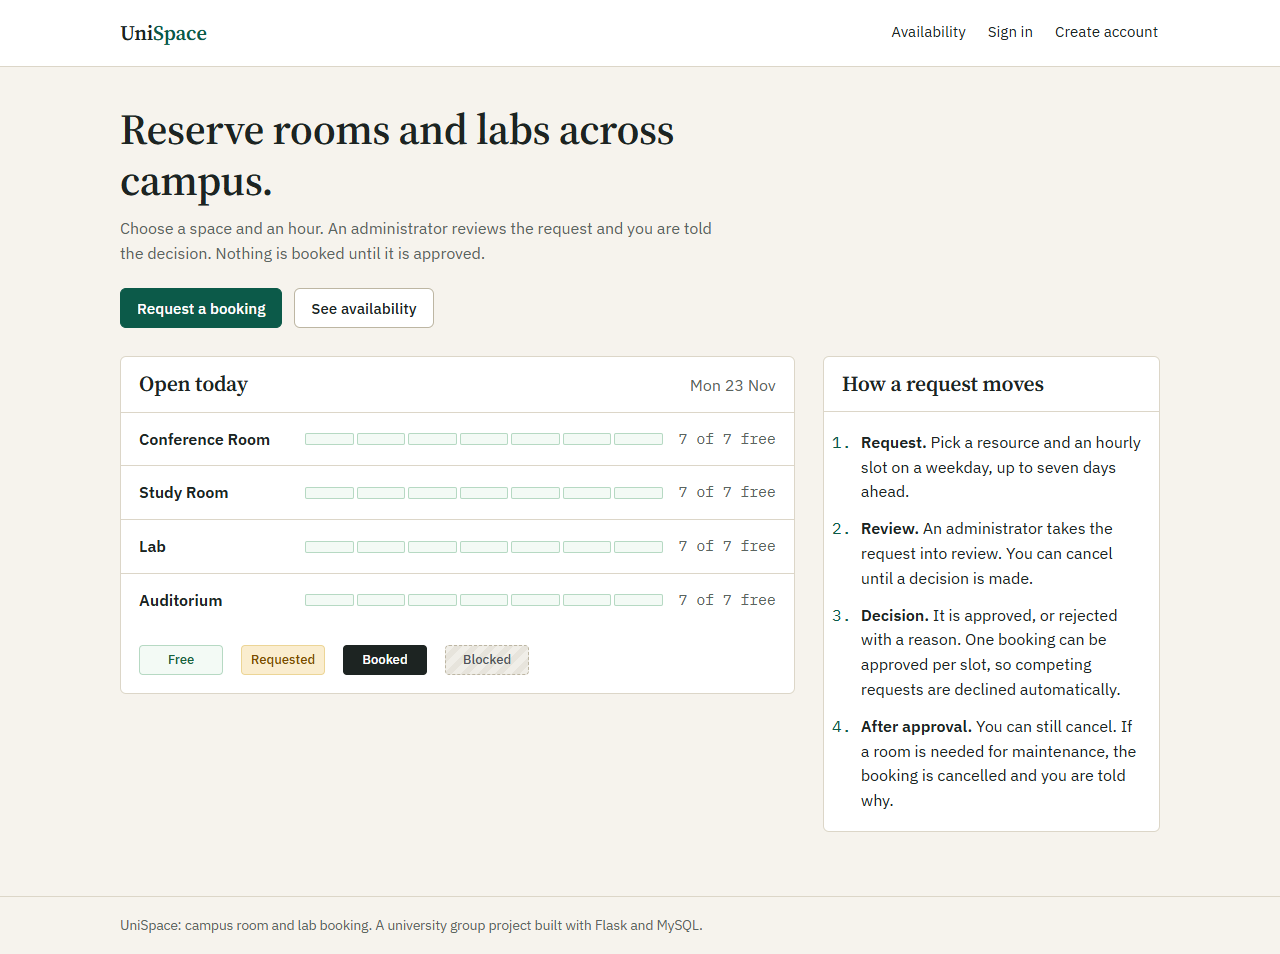 UniSpace
Availability Sign in Create account
Reserve rooms and labs across
campus.
Choose a space and an hour. An administrator reviews the request and you are told
the decision. Nothing is booked until it is approved.
Request a booking See availability
Open today Mon 23 Nov
Conference Room 7 of 7 free
Study Room 7 of 7 free
Lab 7 of 7 free
Auditorium 7 of 7 free
Free Requested Booked Blocked
How a request moves
1. Request. Pick a resource and an hourly
slot on a weekday, up to seven days
ahead.
2. Review. An administrator takes the
request into review. You can cancel
until a decision is made.
3. Decision. It is approved, or rejected
with a reason. One booking can be
approved per slot, so competing
requests are declined automatically.
4. After approval. You can still cancel. If
a room is needed for maintenance, the
booking is cancelled and you are told
why.
UniSpace: campus room and lab booking. A university group project built with Flask and MySQL.